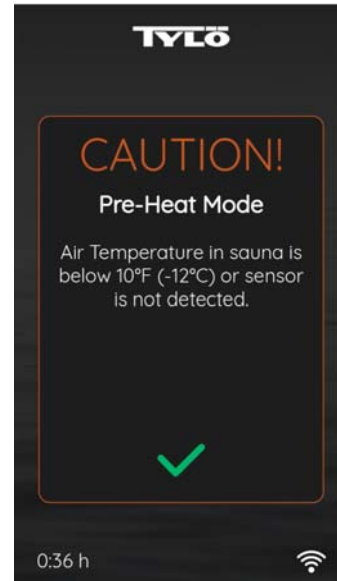 TYLÖ
CAUTION!
Pre-Heat Mode
Air Temperature in sauna is
below 10°F (-12°C) or sensor
is not detected.
0:36 h